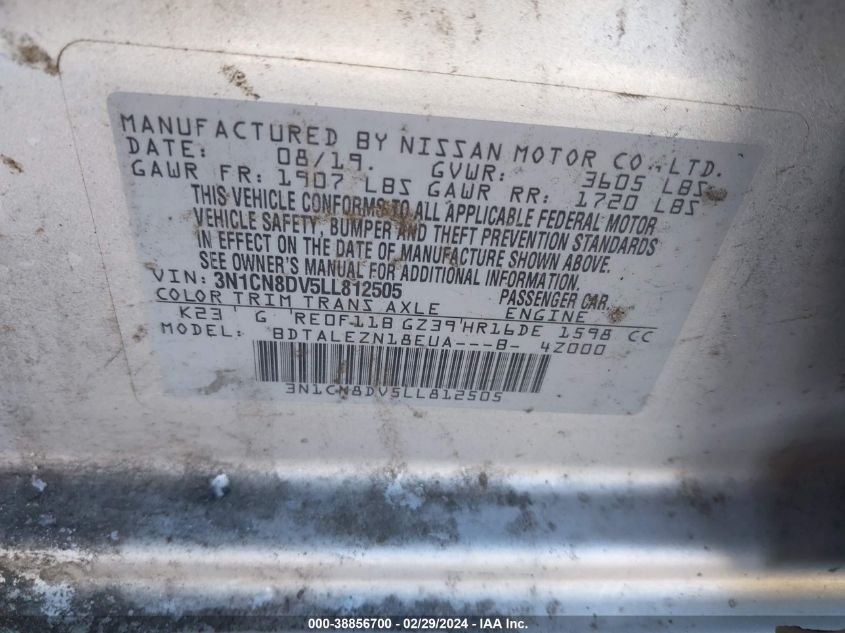 MANUFACTURED BY NISSAN MOTOR CO., LTD.
DATE: 08/19. GVWR: 3605 LBS
GAWR FR: 1907 LBS GAWR RR: 1720 LBS
THIS VEHICLE CONFORMS TO ALL APPLICABLE FEDERAL MOTOR
VEHICLE SAFETY, BUMPER AND THEFT PREVENTION STANDARDS
IN EFFECT ON THE DATE OF MANUFACTURE SHOWN ABOVE.
SEE OWNER'S MANUAL FOR ADDITIONAL INFORMATION.
VIN: 3N1CN8DV5LL812505 PASSENGER CAR
COLOR TRIM TRANS AXLE ENGINE
K23 G RE0F11B GZ39 HR16DE 1598 CC
MODEL: BDTALEZN18EUA---B- 4Z000
3N1CN8DV5LL812505
000-38856700 - 02/29/2024 - IAA Inc.